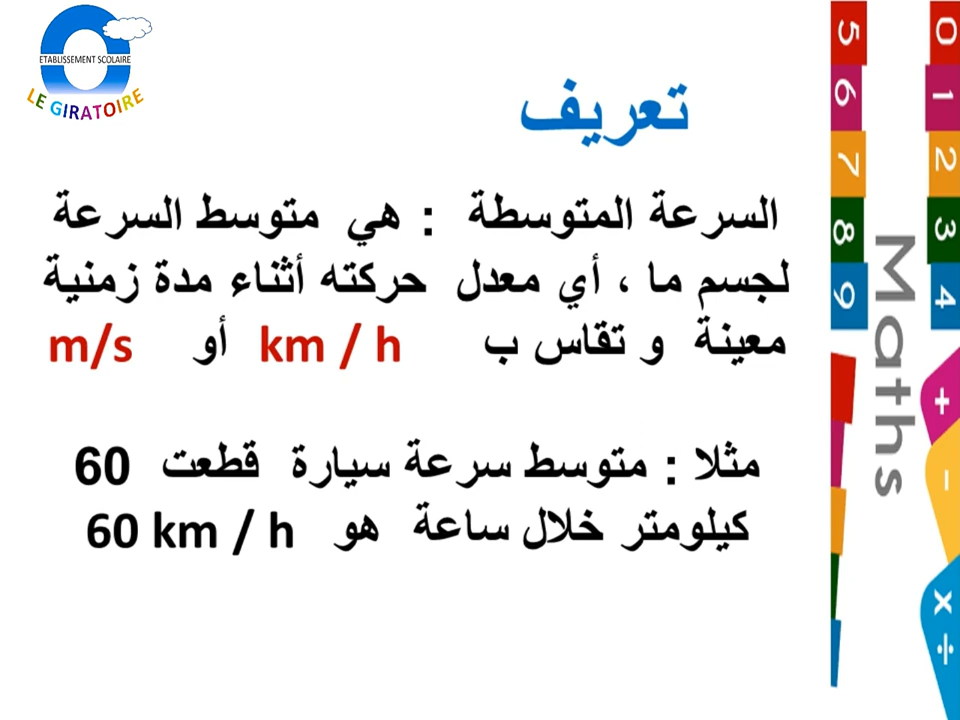 ETABLISSEMENT SCOLAIRE
LE GIRATOIRE
تعريف
السرعة المتوسطة : هي متوسط السرعة
لجسم ما ، أي معدل حركته أثناء مدة زمنية
معينة و تقاس ب km / h أو m/s
مثلا : متوسط سرعة سيارة قطعت 60
كيلومتر خلال ساعة هو 60 km / h
5 6 7 8 9
0 1 2 3 4
Maths
+ - x ÷